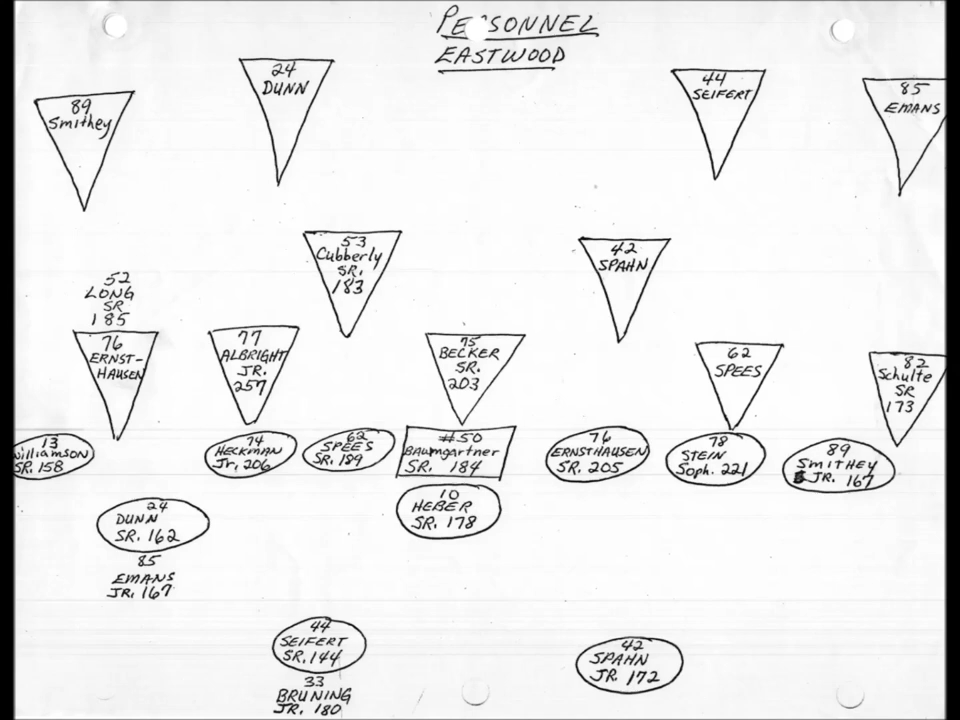 PERSONNEL
EASTWOOD
89
Smithey
24
DUNN
44
SEIFERT
85
EMANS
53
Cubberly
SR.
183
42
SPAHN
52
LONG
SR
185
76
ERNST-
HAUSEN
77
ALBRIGHT
JR.
257
75
BECKER
SR.
203
62
SPEES
82
Schulte
SR
173
13
Williamson
SR. 158
74
HECKMAN
Jr. 206
62
SPEES
SR. 189
#50
BAUmgartner
SR. 184
76
ERNSTHAUSEN
SR. 205
78
STEIN
Soph. 221
89
SmITHEY
JR. 167
24
DUNN
SR. 162
10
HEBER
SR. 178
85
EMANS
JR. 167
44
SEIFERT
SR. 144
42
SPAHN
JR. 172
33
BRUNING
JR. 180